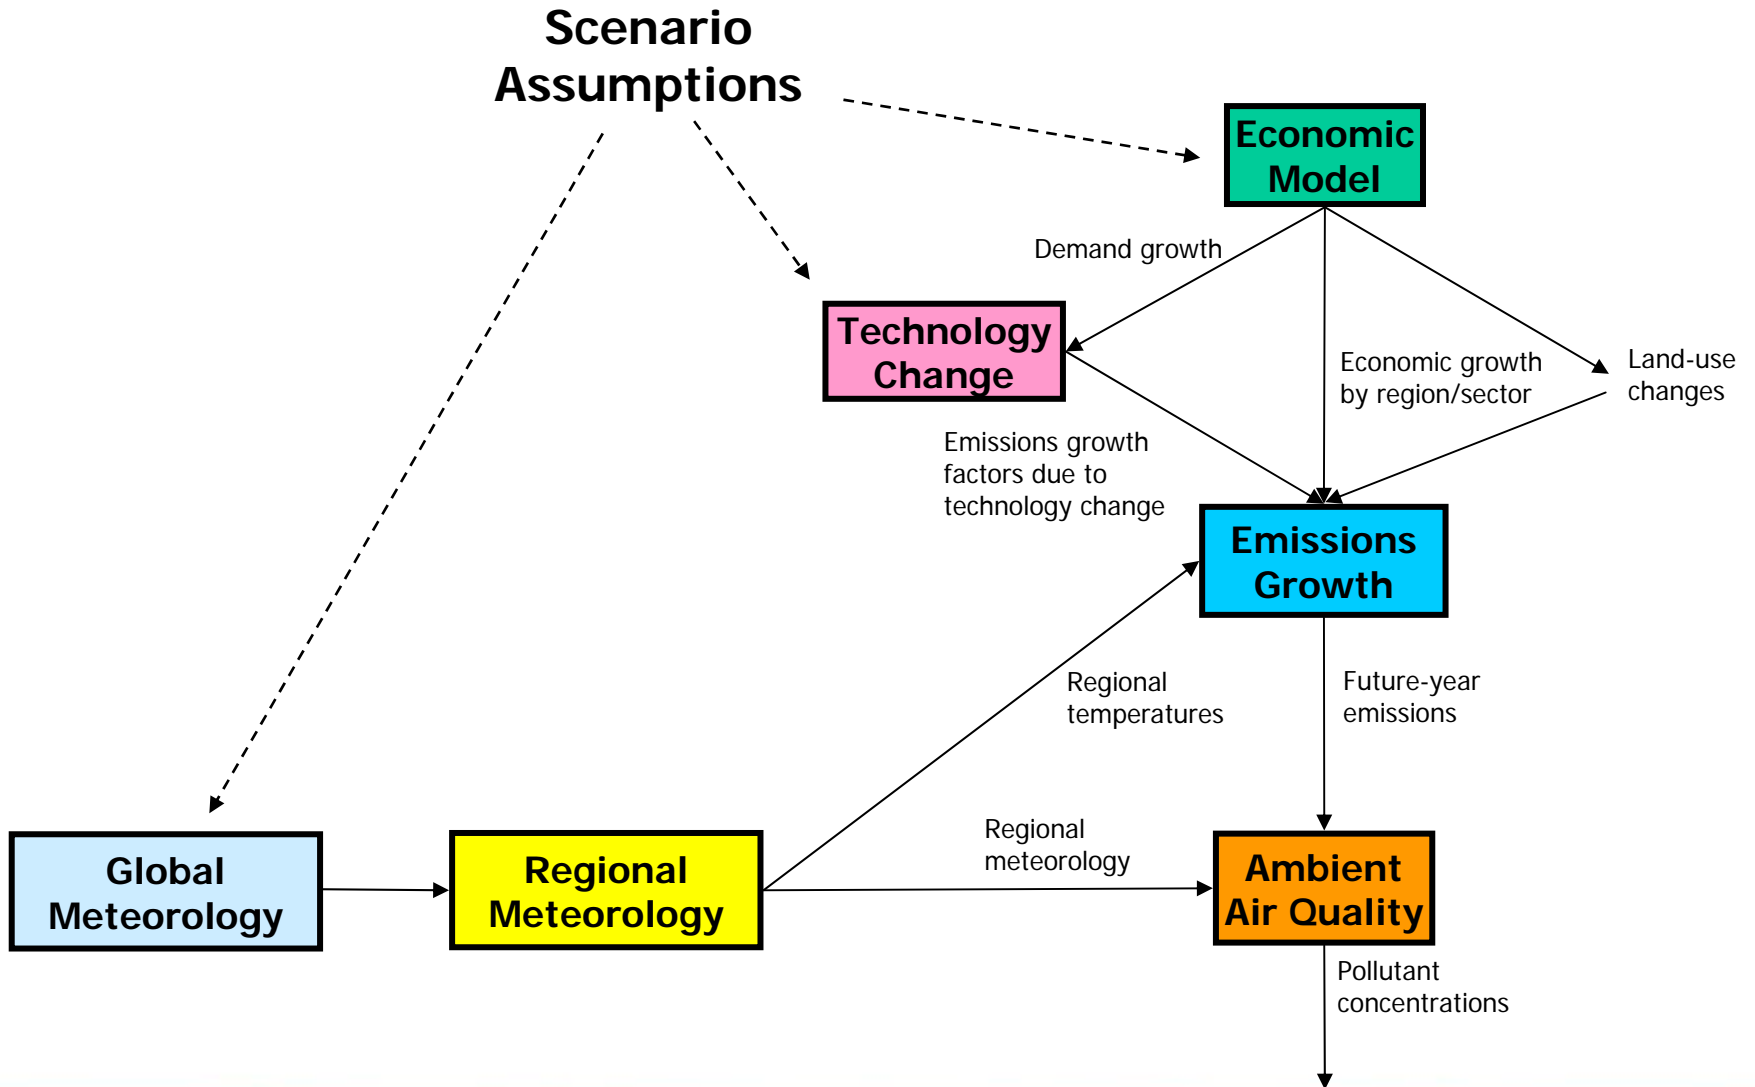 Scenario
Assumptions
Economic
Model
Demand growth
Technology
Change
Economic growth
by region/sector
Land-use
changes
Emissions growth
factors due to
technology change
Emissions
Growth
Regional
temperatures
Future-year
emissions
Global
Meteorology
Regional
Meteorology
Regional
meteorology
Ambient
Air Quality
Pollutant
concentrations